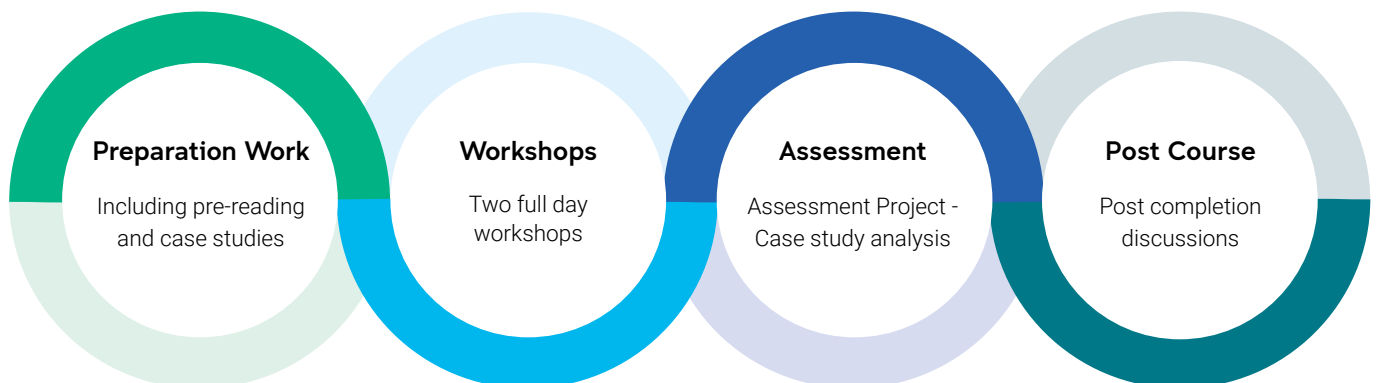 Preparation Work
Including pre-reading
and case studies
Workshops
Two full day
workshops
Assessment
Assessment Project -
Case study analysis
Post Course
Post completion
discussions